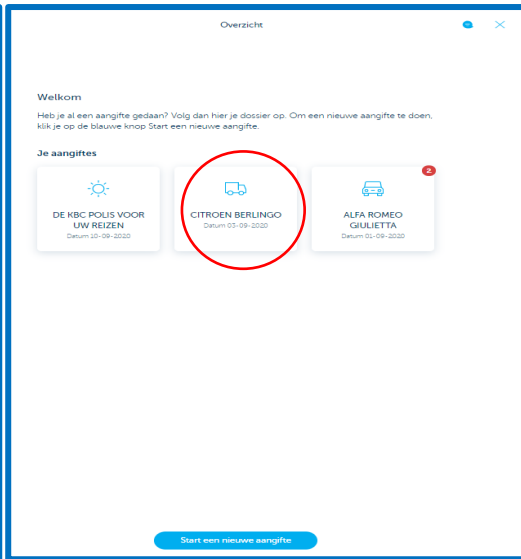 Overzicht
Welkom
Heb je al een aangifte gedaan? Volg dan hier je dossier op. Om een nieuwe aangifte te doen,
klik je op de blauwe knop Start een nieuwe aangifte.
Je aangiftes
DE KBC POLIS VOOR
UW REIZEN
Datum 10-09-2020
CITROEN BERLINGO
Datum 03-09-2020
2
ALFA ROMEO
GIULIETTA
Datum 01-09-2020
Start een nieuwe aangifte